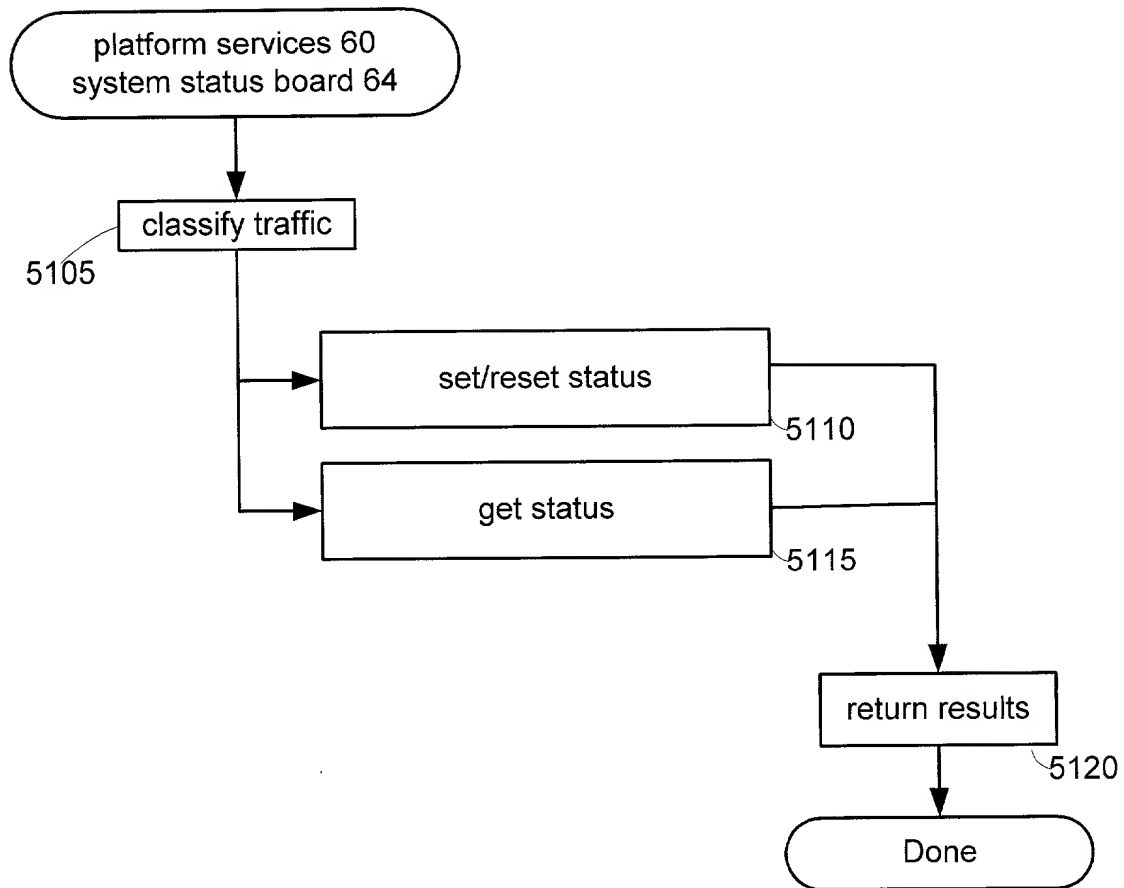 platform services 60
system status board 64
classify traffic
5105
set/reset status
5110
get status
5115
return results
5120
Done